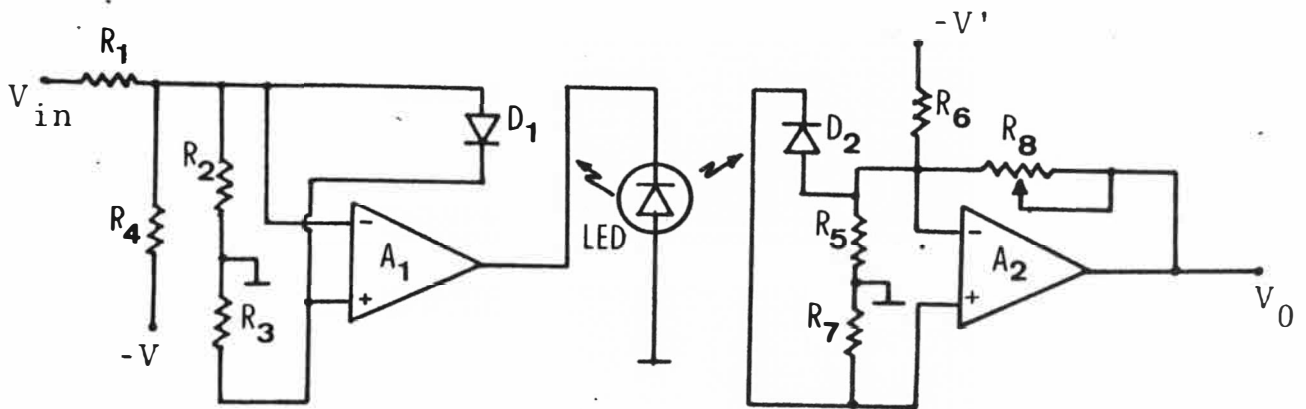 -V'
R1
Vin
D1
R6
R8
D2
R2
R4
LED
R5
- A1 +
- A2 +
R3
R7
V0
-V